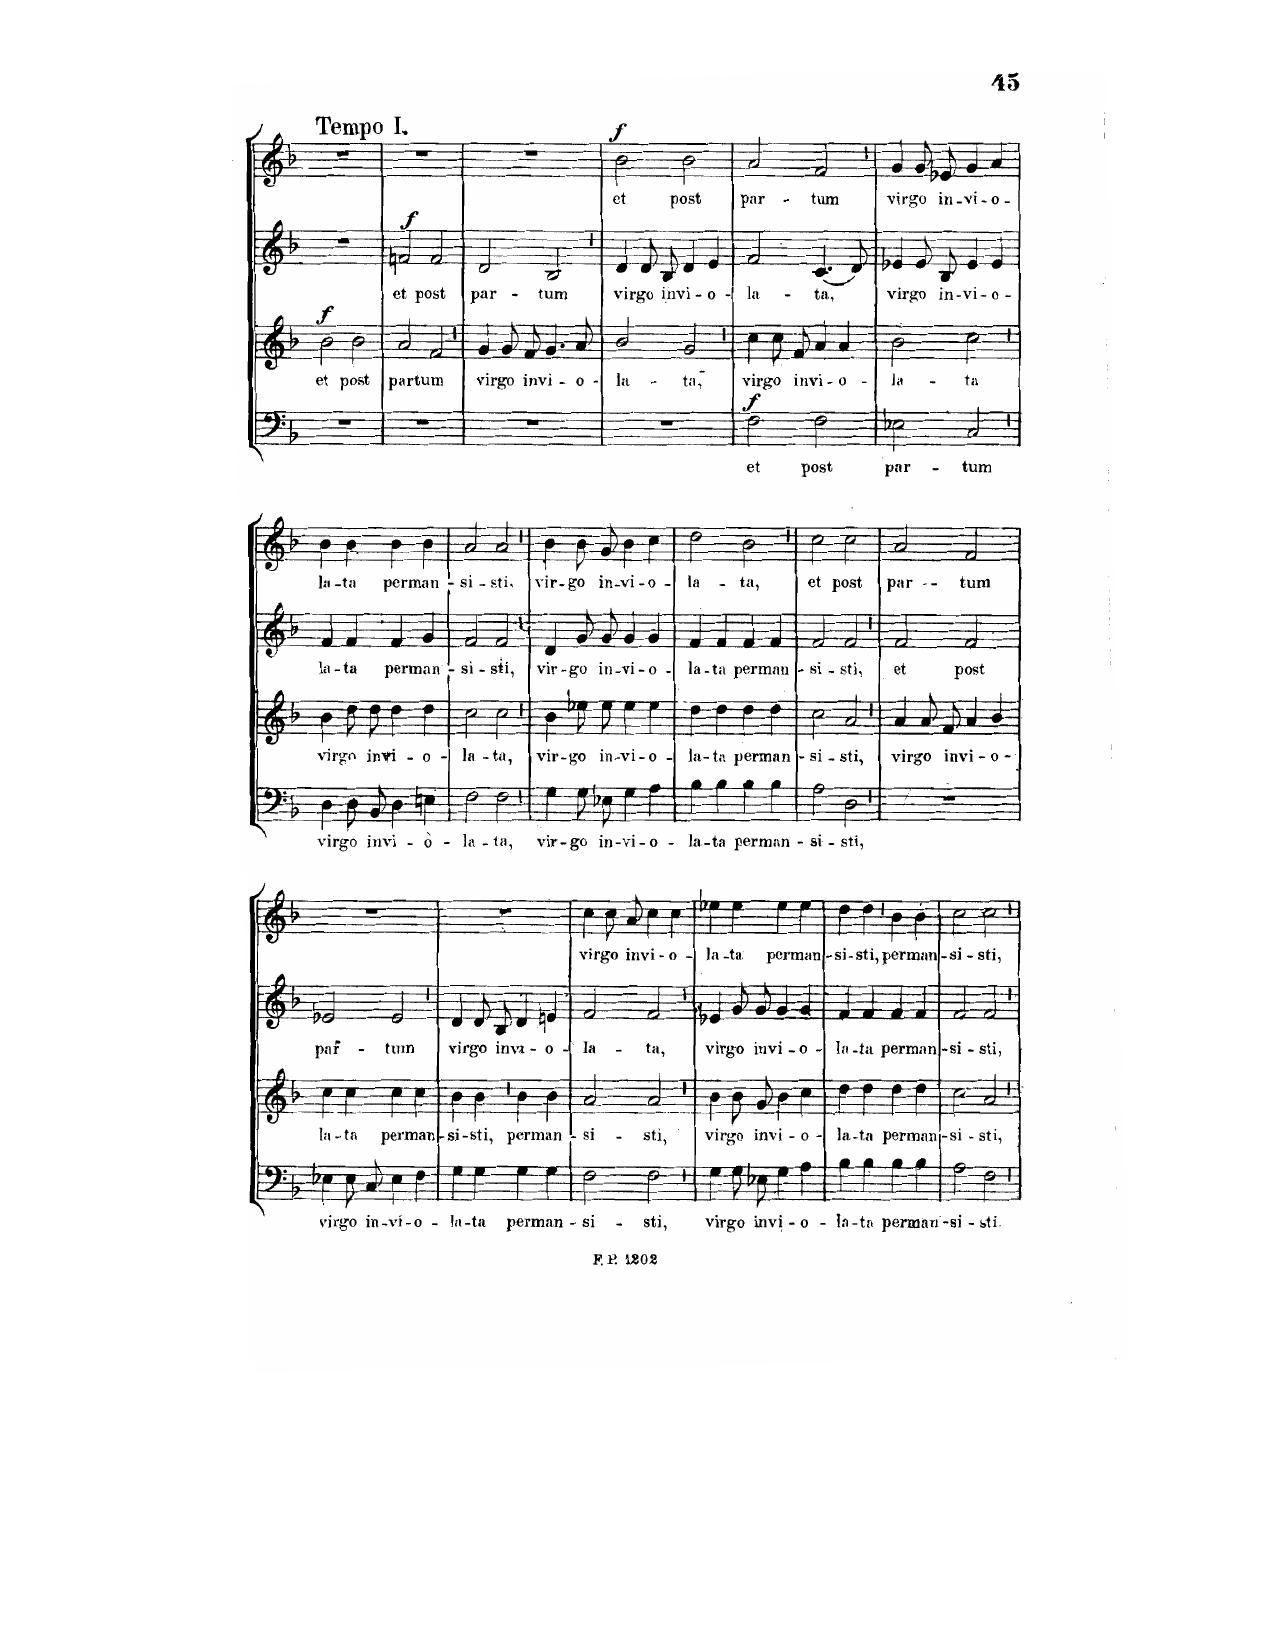 45
Tempo I.
f
et post par - tum virgo in-vi-o-
f
et post par - tum virgo invi-o-la - ta, virgo in-vi-o-
f
et post partum virgo invi-o-la - ta, virgo invi-o-la - ta
f
et post par - tum
la-ta perman-si-sti, vir-go in-vi-o-la - ta, et post par - tum
la-ta perman-si-sti, vir-go in-vi-o-la-ta perman-si-sti, et post
virgo invi-o-la-ta, vir-go in-vi-o-la-ta perman-si-sti, virgo invi-o-
virgo invi-o-la-ta, vir-go in-vi-o-la-ta perman-si-sti,
virgo invi-o-la-ta perman-si-sti, perman-si-sti,
par - tum virgo invi-o-la - ta, virgo invi-o-la-ta perman-si-sti,
la-ta perman-si-sti, perman-si - sti, virgo invi-o-la-ta perman-si-sti,
virgo in-vi-o-la-ta perman-si - sti, virgo invi-o-la-ta perman-si-sti.
F. P. 1202